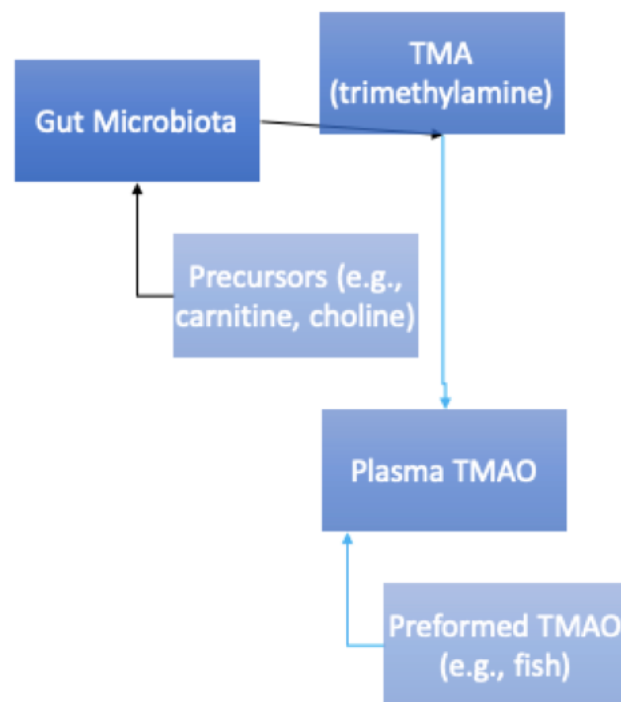 TMA
(trimethylamine)
Gut Microbiota
Precursors (e.g.,
carnitine, choline)
Plasma TMAO
Preformed TMAO
(e.g., fish)